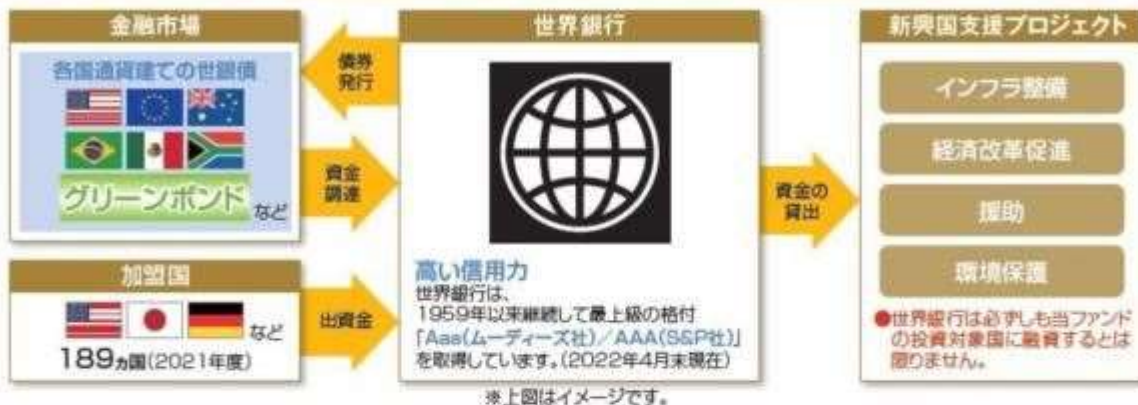 金融市場
各国通貨建ての世銀債
グリーンボンド など
債券
発行
資金
調達
加盟国
など
189ヵ国(2021年度)
出資金
世界銀行
高い信用力
世界銀行は、
1959年以来継続して最上級の格付
「Aaa(ムーディーズ社)/AAA(S&P社)」
を取得しています。(2022年4月末現在)
資金の
貸出
新興国支援プロジェクト
インフラ整備
経済改革促進
援助
環境保護
●世界銀行は必ずしも当ファンド
の投資対象国に融資するとは
限りません。
※上図はイメージです。